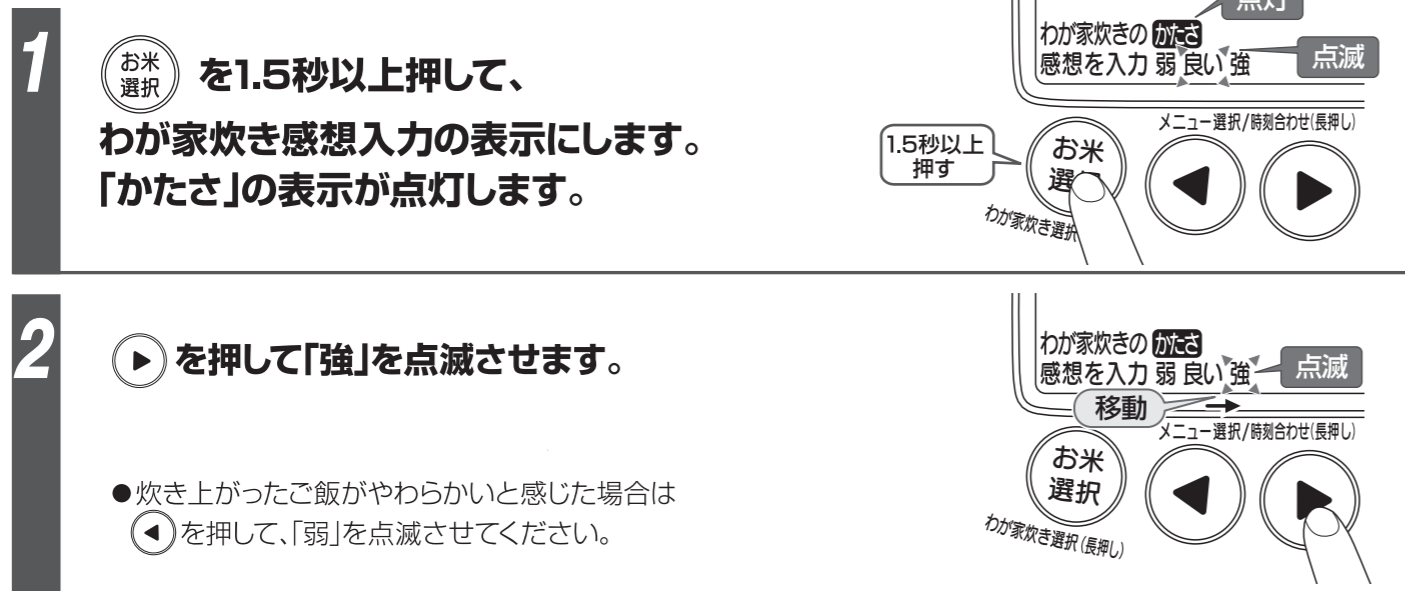 1
お米
選択
を1.5秒以上押して、
わが家炊き感想入力の表示にします。
「かたさ」の表示が点灯します。
わが家炊きの かたさ
感想を入力 弱 良い 強
点滅
メニュー選択/時刻合わせ(長押し)
1.5秒以上
押す
お米
わが家炊き選択
2
を押して「強」を点滅させます。
●炊き上がったご飯がやわらかいと感じた場合は
を押して、「弱」を点滅させてください。
わが家炊きの かたさ
感想を入力 弱 良い 強
点滅
移動
メニュー選択/時刻合わせ(長押し)
お米
選択
わが家炊き選択(長押し)